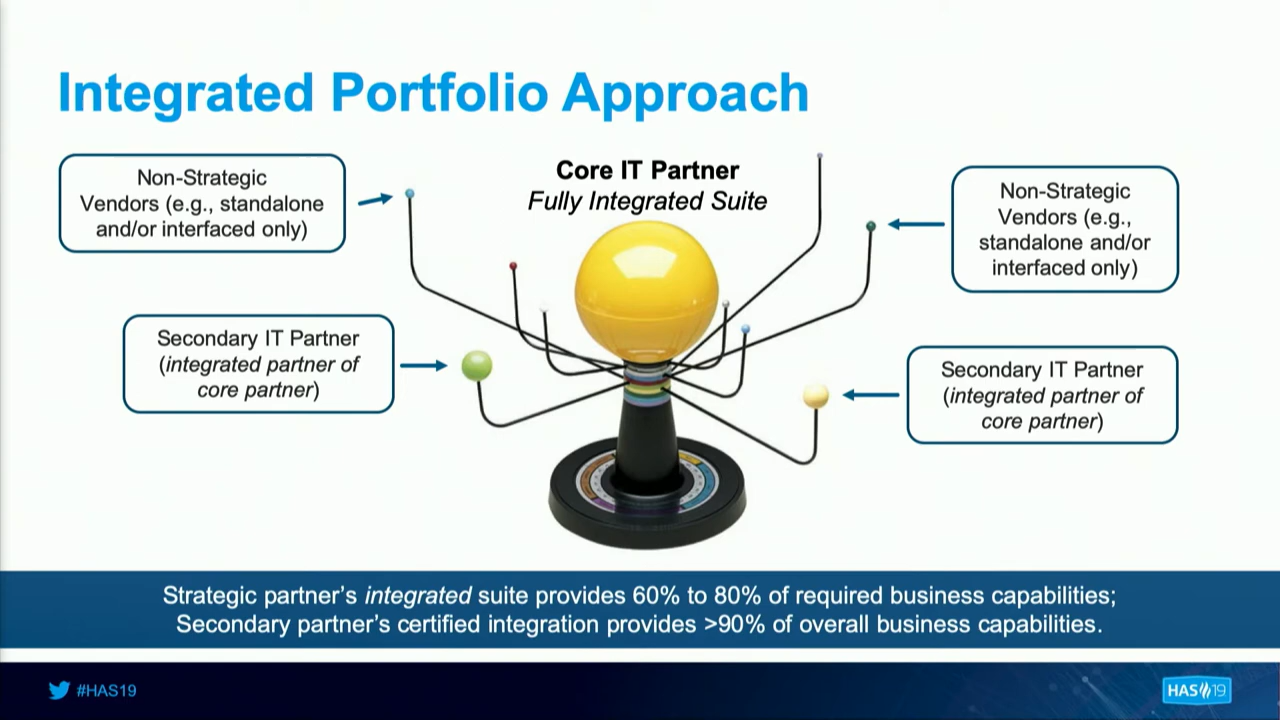 Integrated Portfolio Approach
Non-Strategic
Vendors (e.g., standalone
and/or interfaced only)
Core IT Partner
Fully Integrated Suite
Non-Strategic
Vendors (e.g.,
standalone and/or
interfaced only)
Secondary IT Partner
(integrated partner of
core partner)
Secondary IT Partner
(integrated partner of
core partner)
Strategic partner's integrated suite provides 60% to 80% of required business capabilities;
Secondary partner's certified integration provides >90% of overall business capabilities.
#HAS19
HAS 19